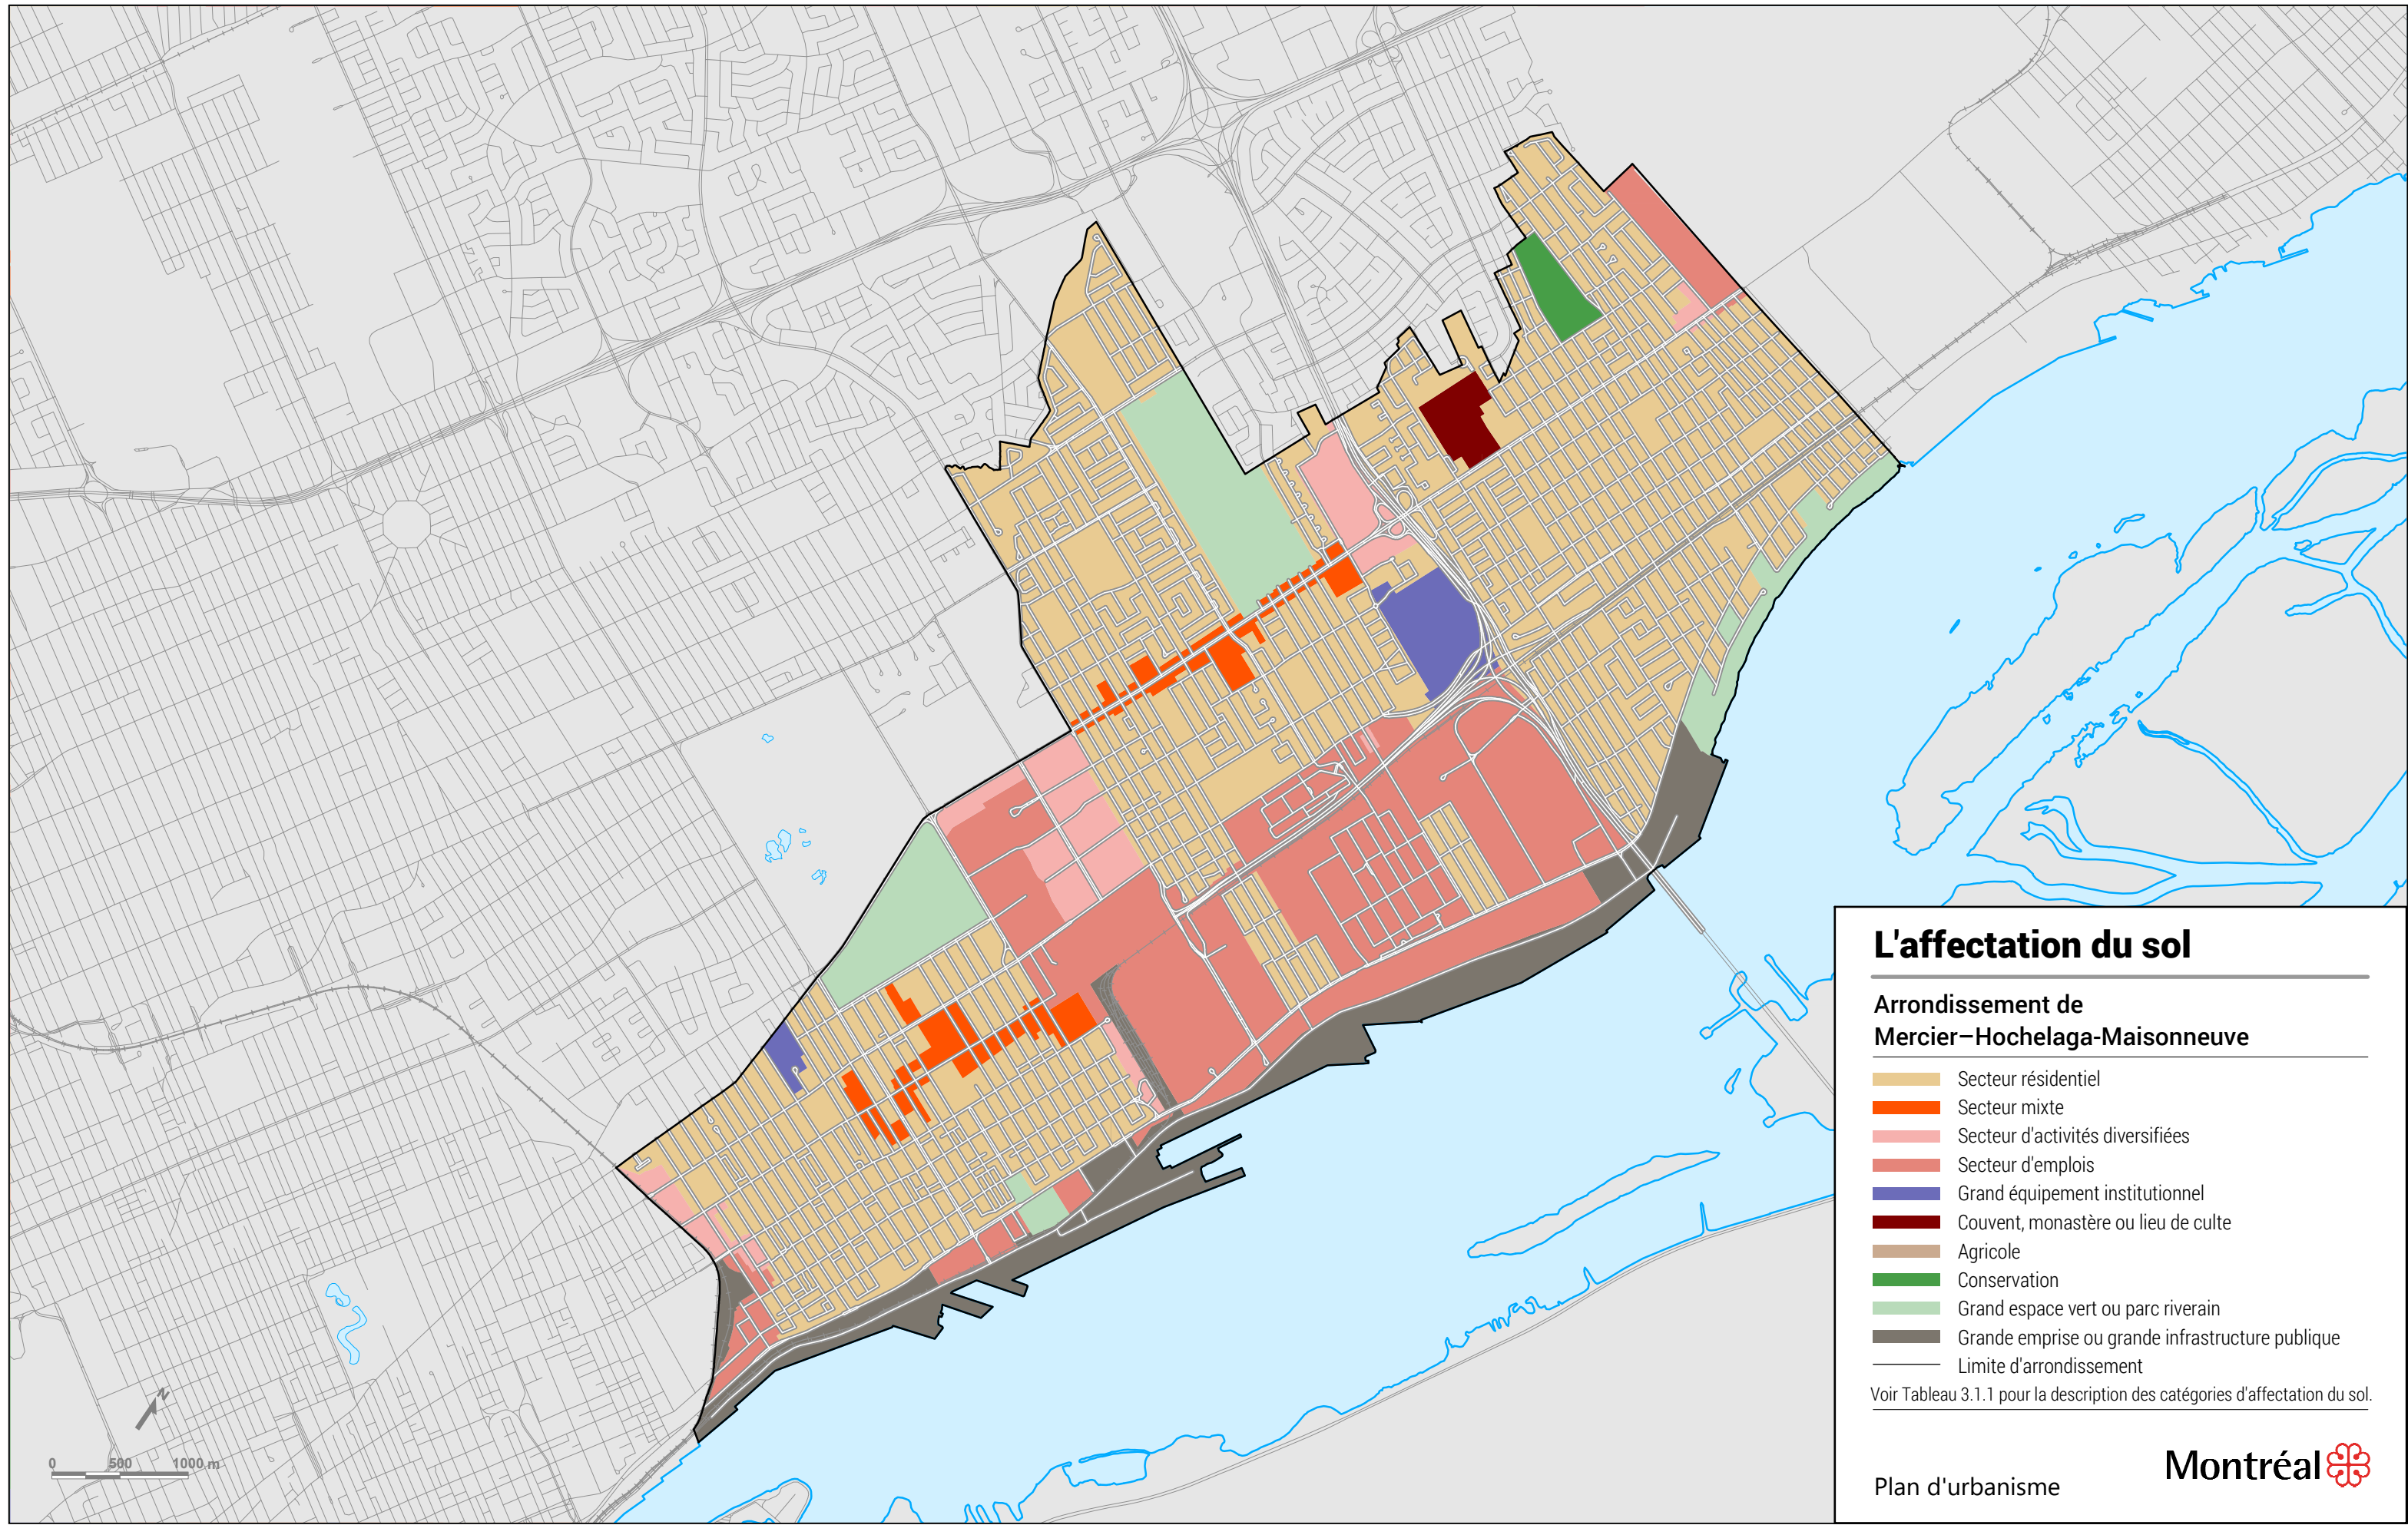 L'affectation du sol
Arrondissement de
Mercier–Hochelaga-Maisonneuve
Secteur résidentiel
Secteur mixte
Secteur d'activités diversifiées
Secteur d'emplois
Grand équipement institutionnel
Couvent, monastère ou lieu de culte
Agricole
Conservation
Grand espace vert ou parc riverain
Grande emprise ou grande infrastructure publique
Limite d'arrondissement
Voir Tableau 3.1.1 pour la description des catégories d'affectation du sol.
Plan d'urbanisme
Montréal
N
0 500 1000 m